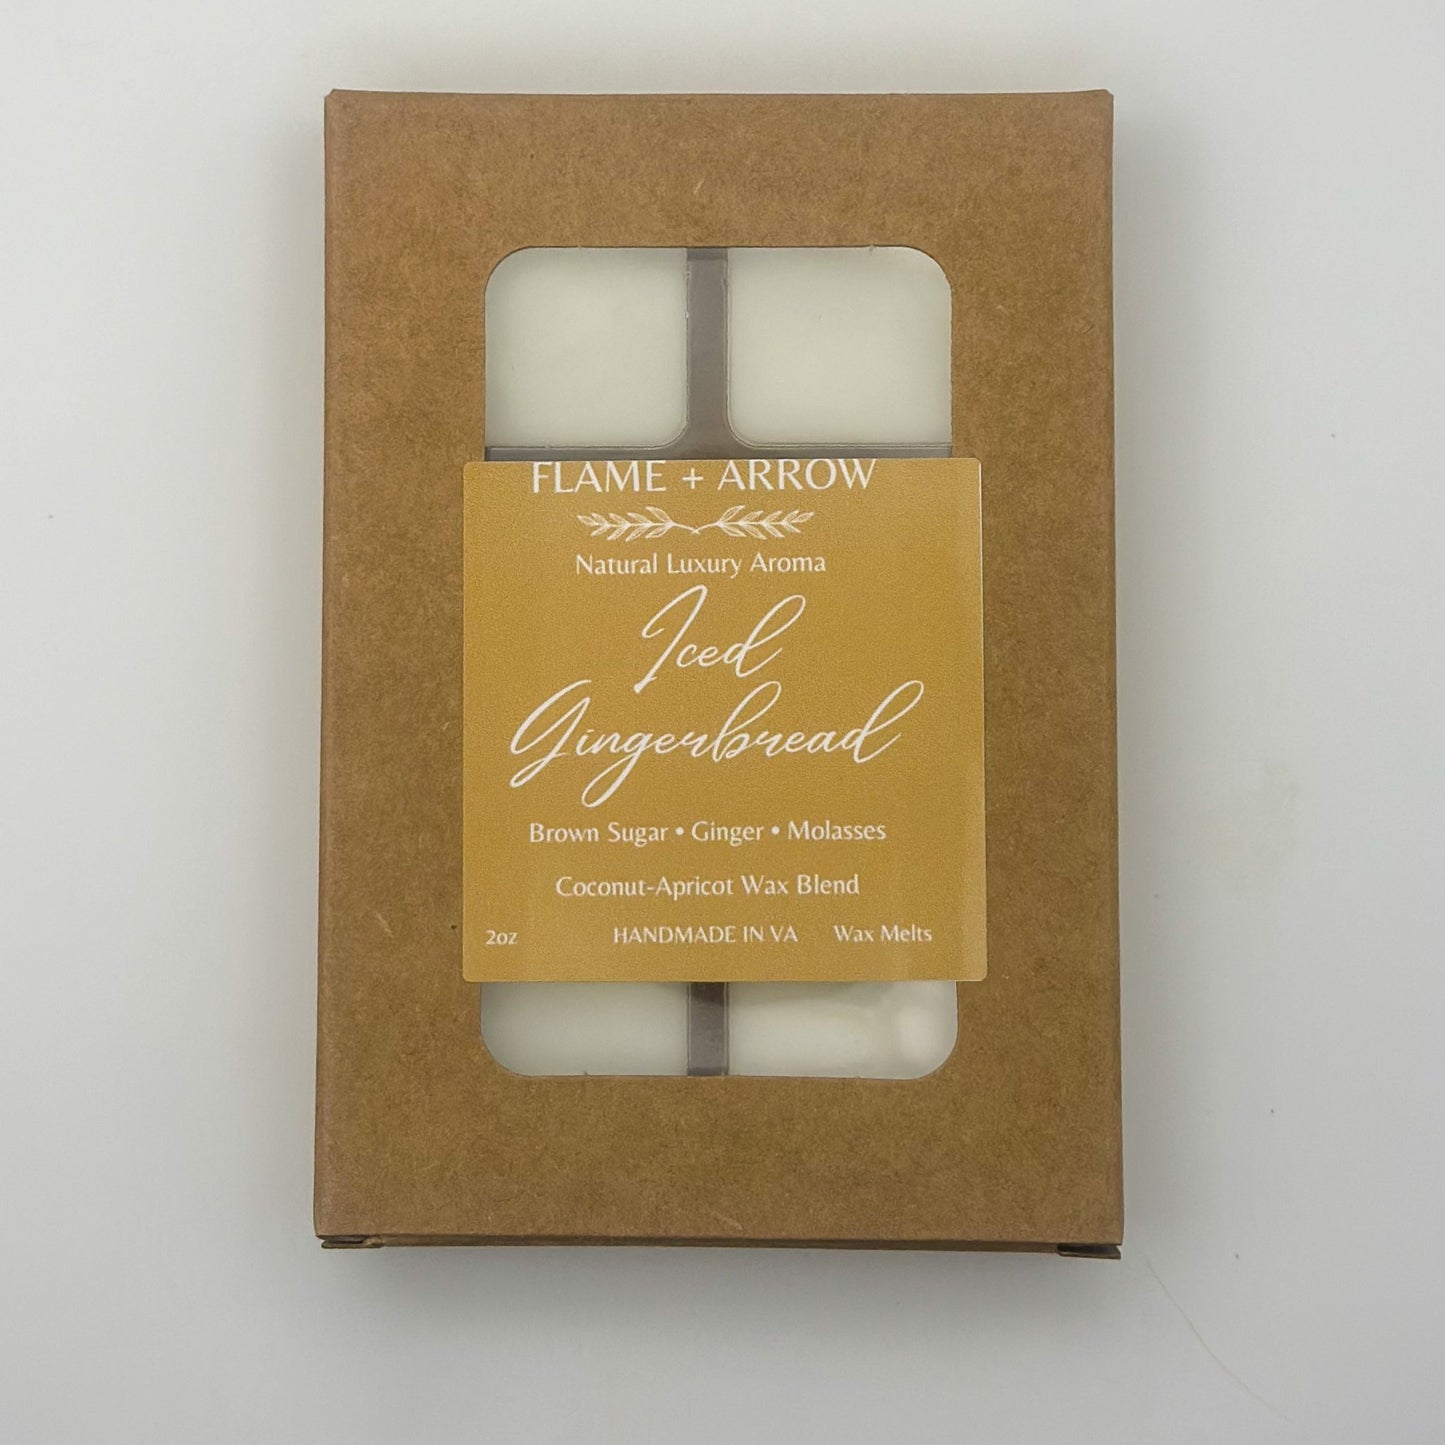 FLAME + ARROW
Natural Luxury Aroma
Iced
Gingerbread
Brown Sugar • Ginger • Molasses
Coconut-Apricot Wax Blend
2oz HANDMADE IN VA Wax Melts